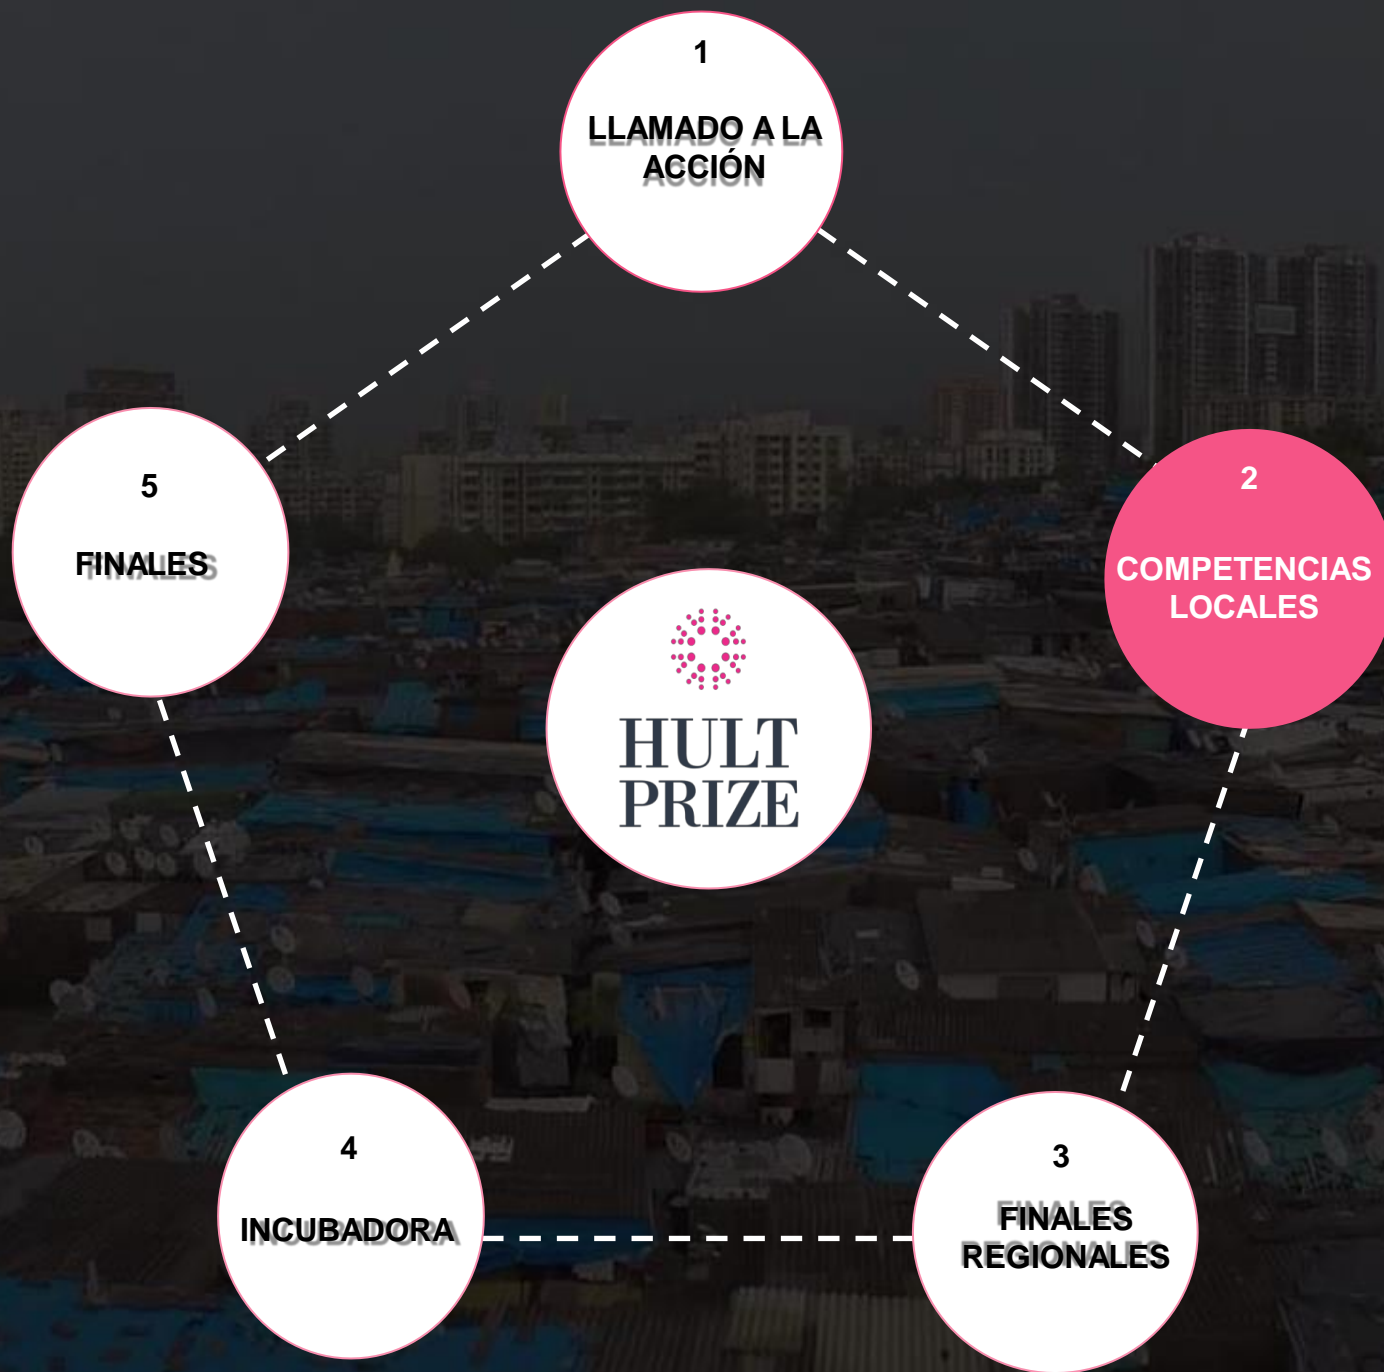 1
LLAMADO A LA
ACCIÓN
2
COMPETENCIAS
LOCALES
3
FINALES
REGIONALES
4
INCUBADORA
5
FINALES
HULT
PRIZE